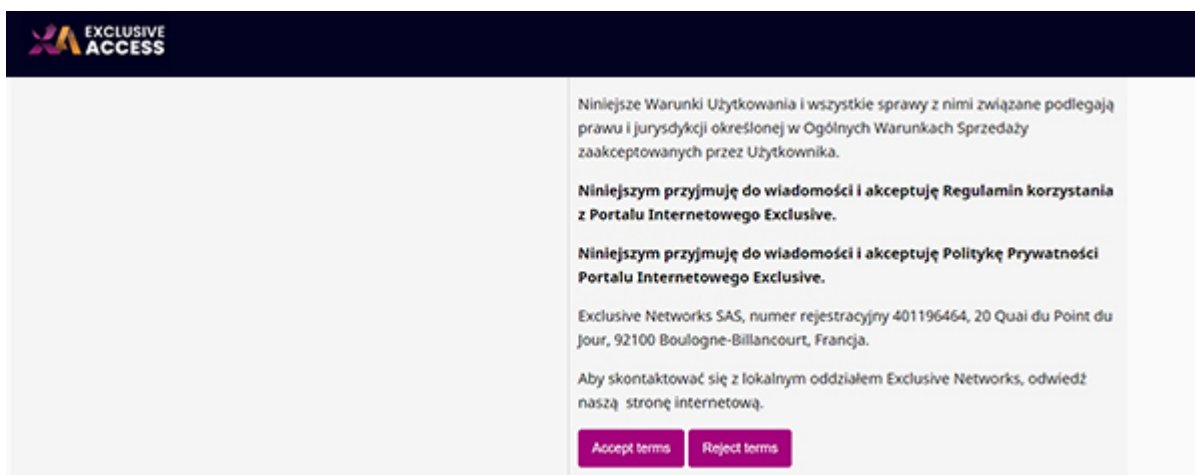 EXCLUSIVE
ACCESS
Niniejsze Warunki Użytkowania i wszystkie sprawy z nimi związane podlegają
prawu i jurysdykcji określonej w Ogólnych Warunkach Sprzedaży
zaakceptowanych przez Użytkownika.
Niniejszym przyjmuję do wiadomości i akceptuję Regulamin korzystania
z Portalu Internetowego Exclusive.
Niniejszym przyjmuję do wiadomości i akceptuję Politykę Prywatności
Portalu Internetowego Exclusive.
Exclusive Networks SAS, numer rejestracyjny 401196464, 20 Quai du Point du
Jour, 92100 Boulogne-Billancourt, Francja.
Aby skontaktować się z lokalnym oddziałem Exclusive Networks, odwiedź
naszą stronę internetową.
Accept terms Reject terms